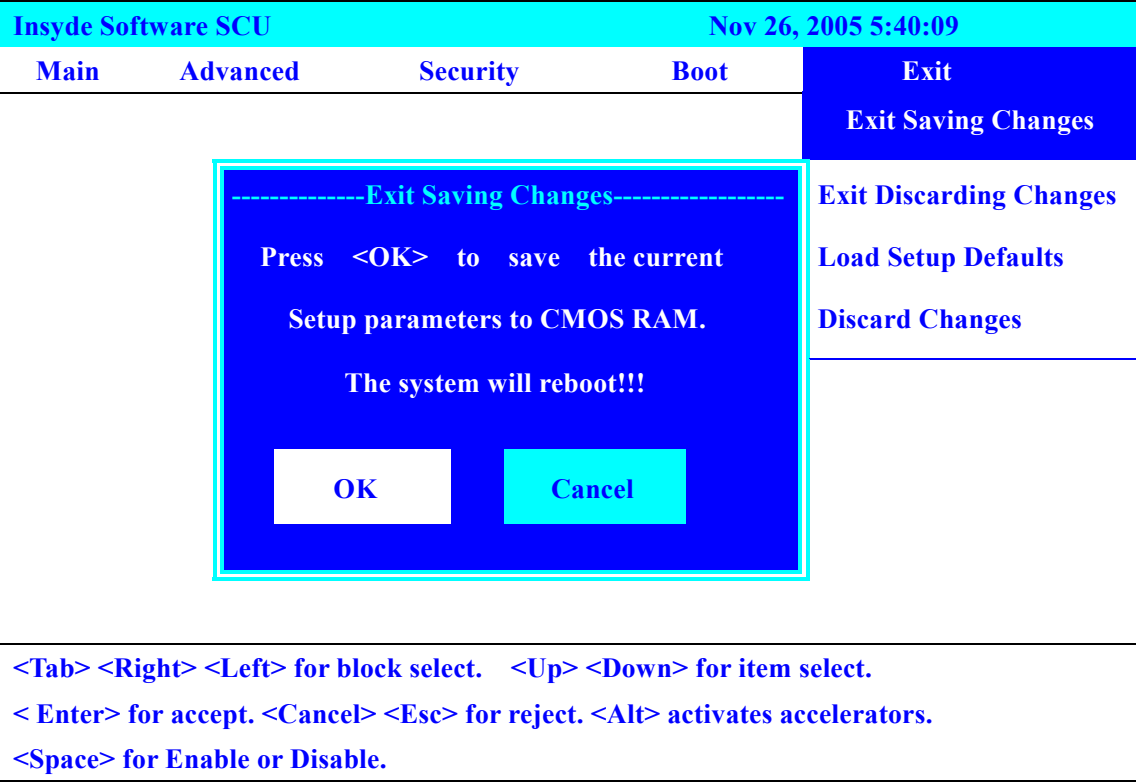 Insyde Software SCU Nov 26, 2005 5:40:09
Main Advanced Security Boot Exit
Exit Saving Changes
Exit Discarding Changes
Load Setup Defaults
Discard Changes
--------------Exit Saving Changes------------------
Press <OK> to save the current
Setup parameters to CMOS RAM.
The system will reboot!!!
OK Cancel
<Tab> <Right> <Left> for block select. <Up> <Down> for item select.
< Enter> for accept. <Cancel> <Esc> for reject. <Alt> activates accelerators.
<Space> for Enable or Disable.